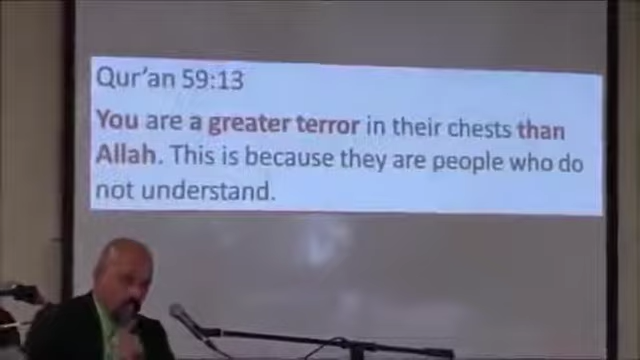 Qur'an 59:13
You are a greater terror in their chests than
Allah. This is because they are people who do
not understand.